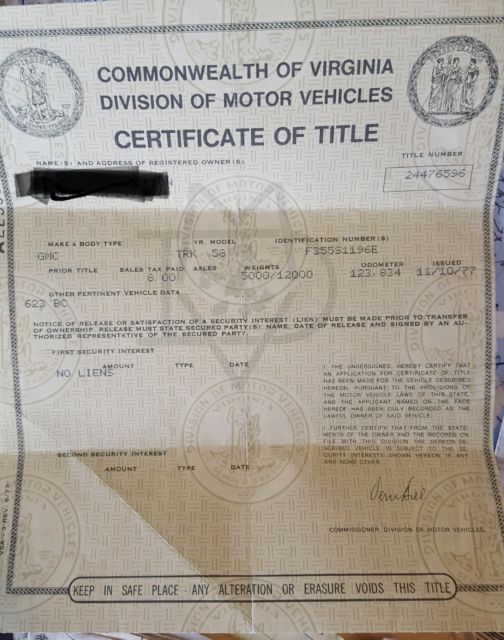 COMMONWEALTH OF VIRGINIA
DIVISION OF MOTOR VEHICLES
CERTIFICATE OF TITLE
NAME(S) AND ADDRESS OF REGISTERED OWNER(S)
TITLE NUMBER
24476596
MAKE & BODY TYPE YR. MODEL IDENTIFICATION NUMBER(S)
GMC TRK 58 F355S1196E
PRIOR TITLE SALES TAX PAID AXLES WEIGHTS ODOMETER ISSUED
8.00 5000/12000 123,834 11/10/77
OTHER PERTINENT VEHICLE DATA
623 BC
NOTICE OF RELEASE OR SATISFACTION OF A SECURITY INTEREST (LIEN) MUST BE MADE PRIOR TO TRANSFER
OF OWNERSHIP. RELEASE MUST STATE SECURED PARTY(S) NAME, DATE OF RELEASE AND SIGNED BY AN AU-
THORIZED REPRESENTATIVE OF THE SECURED PARTY.
FIRST SECURITY INTEREST
AMOUNT TYPE DATE
NO LIENS
I, THE UNDERSIGNED, HEREBY CERTIFY THAT
AN APPLICATION FOR CERTIFICATE OF TITLE
HAS BEEN MADE FOR THE VEHICLE DESCRIBED
HEREON, PURSUANT TO THE PROVISIONS OF
THE MOTOR VEHICLE LAWS OF THIS STATE,
AND THE APPLICANT NAMED ON THE FACE
HEREOF HAS BEEN DULY RECORDED AS THE
LAWFUL OWNER OF SAID VEHICLE.
I FURTHER CERTIFY THAT FROM THE STATE-
MENTS OF THE OWNER AND THE RECORDS ON
FILE WITH THIS DIVISION THE HEREON DE-
SCRIBED VEHICLE IS SUBJECT TO THE SE-
CURITY INTERESTS SHOWN HEREON, IF ANY,
AND NONE OTHER.
SECOND SECURITY INTEREST
AMOUNT TYPE DATE
COMMISSIONER, DIVISION OF MOTOR VEHICLES
KEEP IN SAFE PLACE - ANY ALTERATION OR ERASURE VOIDS THIS TITLE